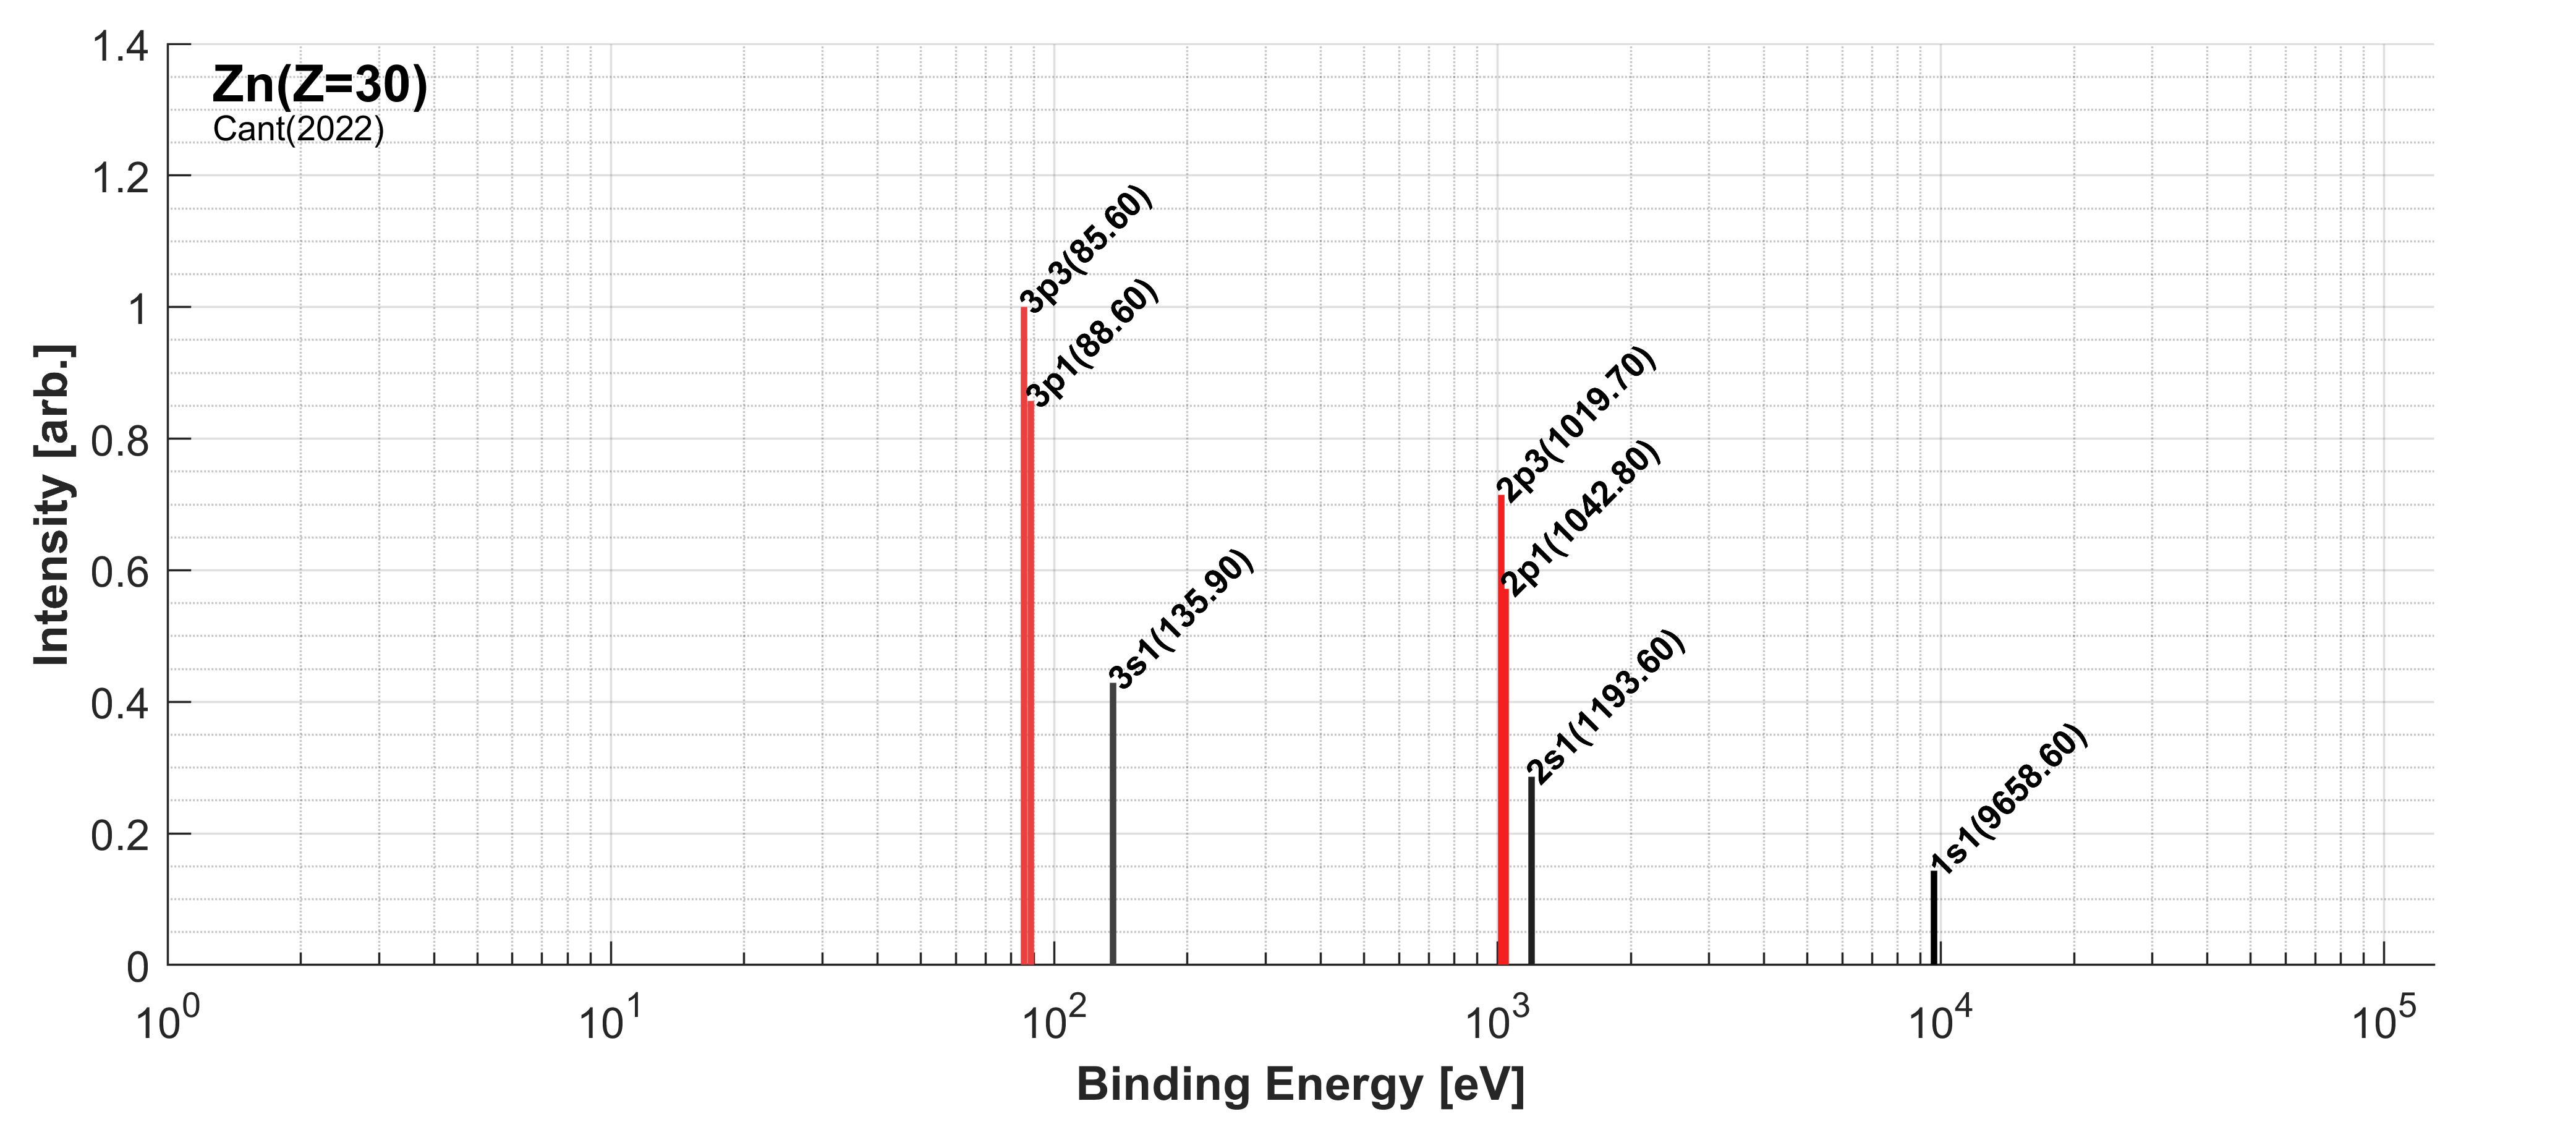 Zn(Z=30)
Cant(2022)
1.4
1.2
1
0.8
0.6
0.4
0.2
0
Intensity [arb.]
3p3(85.60)
3p1(88.60)
3s1(135.90)
2p3(1019.70)
2p1(1042.80)
2s1(1193.60)
1s1(9658.60)
10^0 10^1 10^2 10^3 10^4 10^5
Binding Energy [eV]